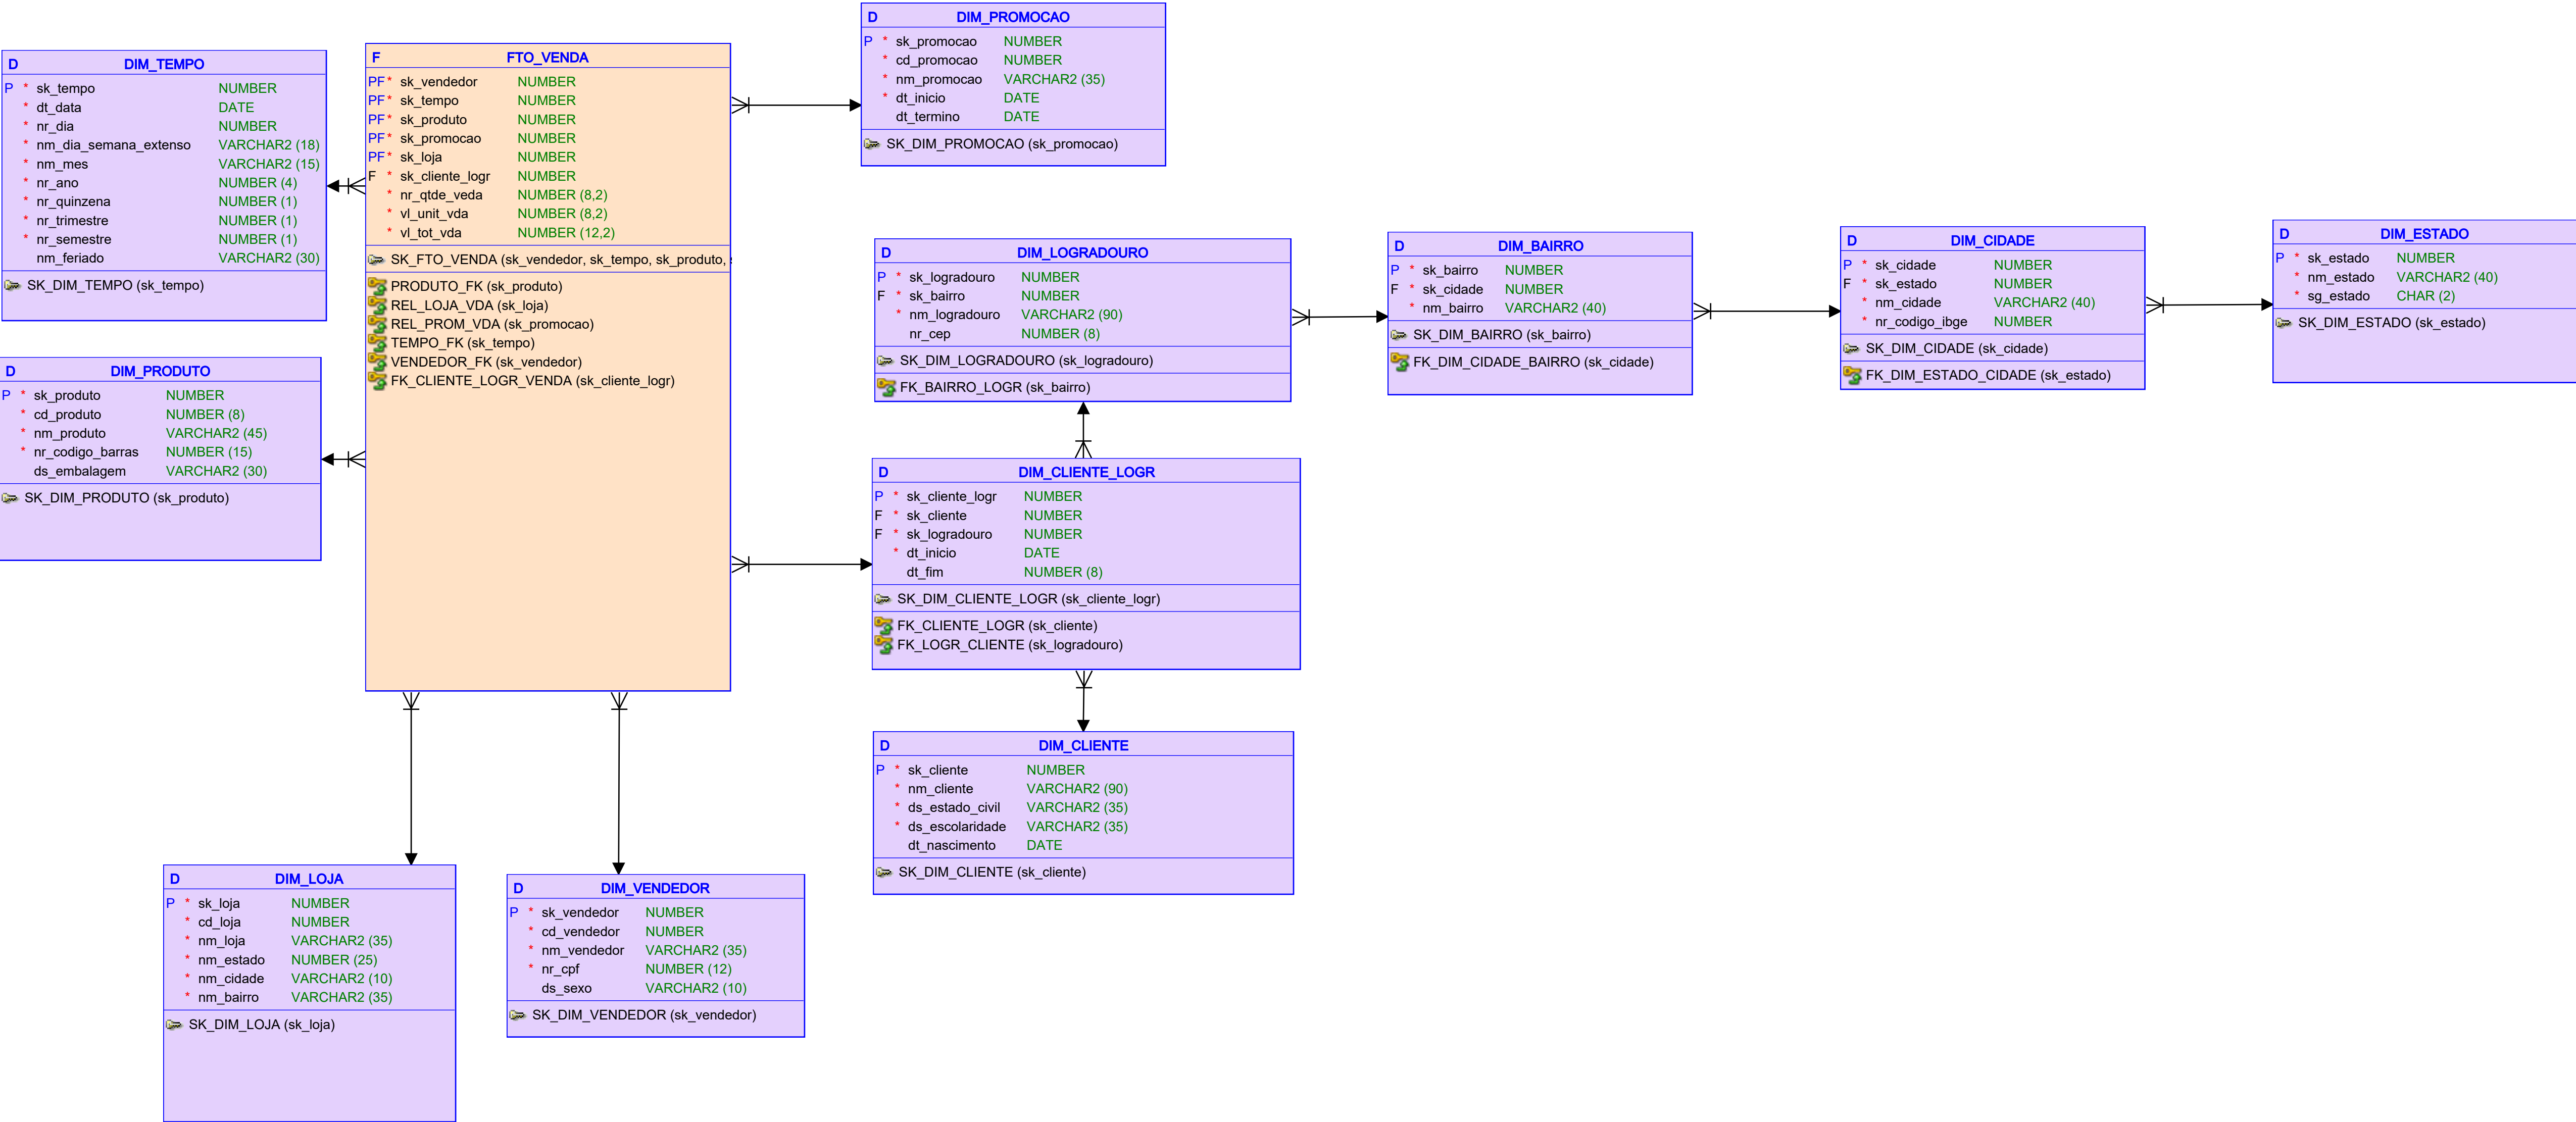 D DIM_PROMOCAO
P * sk_promocao NUMBER
* cd_promocao NUMBER
* nm_promocao VARCHAR2 (35)
* dt_inicio DATE
dt_termino DATE
SK_DIM_PROMOCAO (sk_promocao)
D DIM_TEMPO
P * sk_tempo NUMBER
* dt_data DATE
* nr_dia NUMBER
* nm_dia_semana_extenso VARCHAR2 (18)
* nm_mes VARCHAR2 (15)
* nr_ano NUMBER (4)
* nr_quinzena NUMBER (1)
* nr_trimestre NUMBER (1)
* nr_semestre NUMBER (1)
nm_feriado VARCHAR2 (30)
SK_DIM_TEMPO (sk_tempo)
F FTO_VENDA
PF * sk_vendedor NUMBER
PF * sk_tempo NUMBER
PF * sk_produto NUMBER
PF * sk_promocao NUMBER
PF * sk_loja NUMBER
F * sk_cliente_logr NUMBER
* nr_qtde_veda NUMBER (8,2)
* vl_unit_vda NUMBER (8,2)
* vl_tot_vda NUMBER (12,2)
SK_FTO_VENDA (sk_vendedor, sk_tempo, sk_produto,
PRODUTO_FK (sk_produto)
REL_LOJA_VDA (sk_loja)
REL_PROM_VDA (sk_promocao)
TEMPO_FK (sk_tempo)
VENDEDOR_FK (sk_vendedor)
FK_CLIENTE_LOGR_VENDA (sk_cliente_logr)
D DIM_LOGRADOURO
P * sk_logradouro NUMBER
F * sk_bairro NUMBER
* nm_logradouro VARCHAR2 (90)
nr_cep NUMBER (8)
SK_DIM_LOGRADOURO (sk_logradouro)
FK_BAIRRO_LOGR (sk_bairro)
D DIM_BAIRRO
P * sk_bairro NUMBER
F * sk_cidade NUMBER
* nm_bairro VARCHAR2 (40)
SK_DIM_BAIRRO (sk_bairro)
FK_DIM_CIDADE_BAIRRO (sk_cidade)
D DIM_CIDADE
P * sk_cidade NUMBER
F * sk_estado NUMBER
* nm_cidade VARCHAR2 (40)
* nr_codigo_ibge NUMBER
SK_DIM_CIDADE (sk_cidade)
FK_DIM_ESTADO_CIDADE (sk_estado)
D DIM_ESTADO
P * sk_estado NUMBER
* nm_estado VARCHAR2 (40)
* sg_estado CHAR (2)
SK_DIM_ESTADO (sk_estado)
D DIM_PRODUTO
P * sk_produto NUMBER
* cd_produto NUMBER (8)
* nm_produto VARCHAR2 (45)
* nr_codigo_barras NUMBER (15)
ds_embalagem VARCHAR2 (30)
SK_DIM_PRODUTO (sk_produto)
D DIM_CLIENTE_LOGR
P * sk_cliente_logr NUMBER
F * sk_cliente NUMBER
F * sk_logradouro NUMBER
* dt_inicio DATE
dt_fim NUMBER (8)
SK_DIM_CLIENTE_LOGR (sk_cliente_logr)
FK_CLIENTE_LOGR (sk_cliente)
FK_LOGR_CLIENTE (sk_logradouro)
D DIM_CLIENTE
P * sk_cliente NUMBER
* nm_cliente VARCHAR2 (90)
* ds_estado_civil VARCHAR2 (35)
* ds_escolaridade VARCHAR2 (35)
dt_nascimento DATE
SK_DIM_CLIENTE (sk_cliente)
D DIM_LOJA
P * sk_loja NUMBER
* cd_loja NUMBER
* nm_loja VARCHAR2 (35)
* nm_estado NUMBER (25)
* nm_cidade VARCHAR2 (10)
* nm_bairro VARCHAR2 (35)
SK_DIM_LOJA (sk_loja)
D DIM_VENDEDOR
P * sk_vendedor NUMBER
* cd_vendedor NUMBER
* nm_vendedor VARCHAR2 (35)
* nr_cpf NUMBER (12)
ds_sexo VARCHAR2 (10)
SK_DIM_VENDEDOR (sk_vendedor)